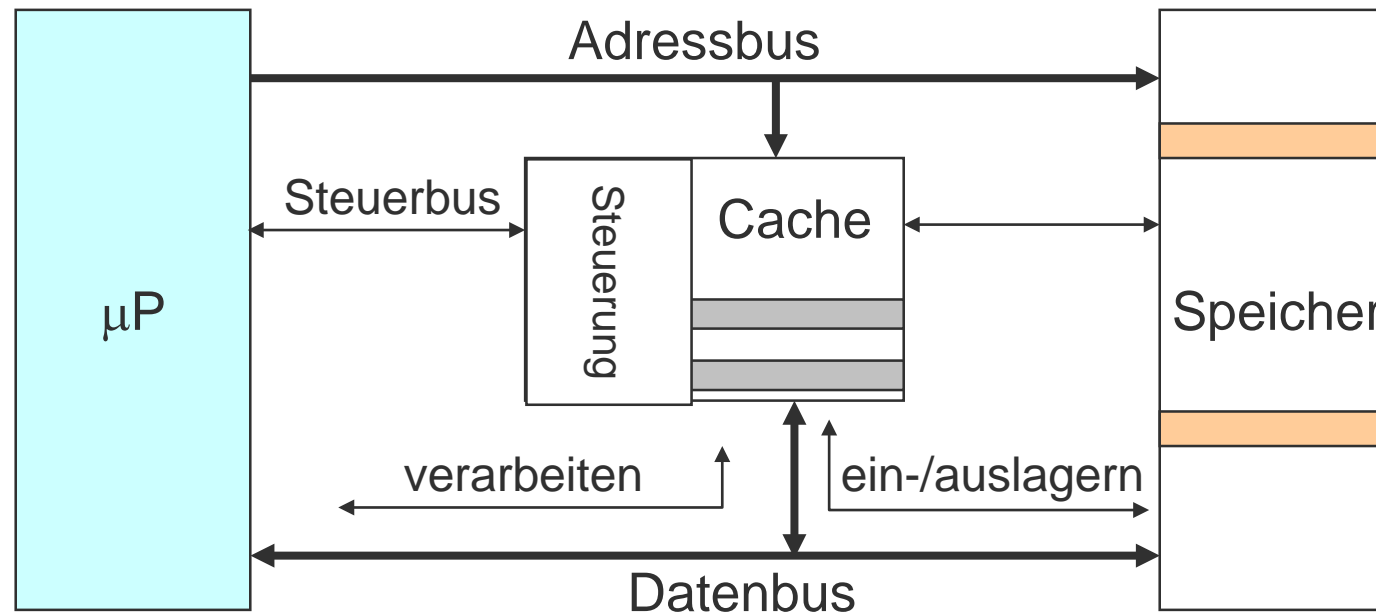 Adressbus
Steuerbus
Steuerung
Cache
μP
Speicher
verarbeiten
ein-/auslagern
Datenbus